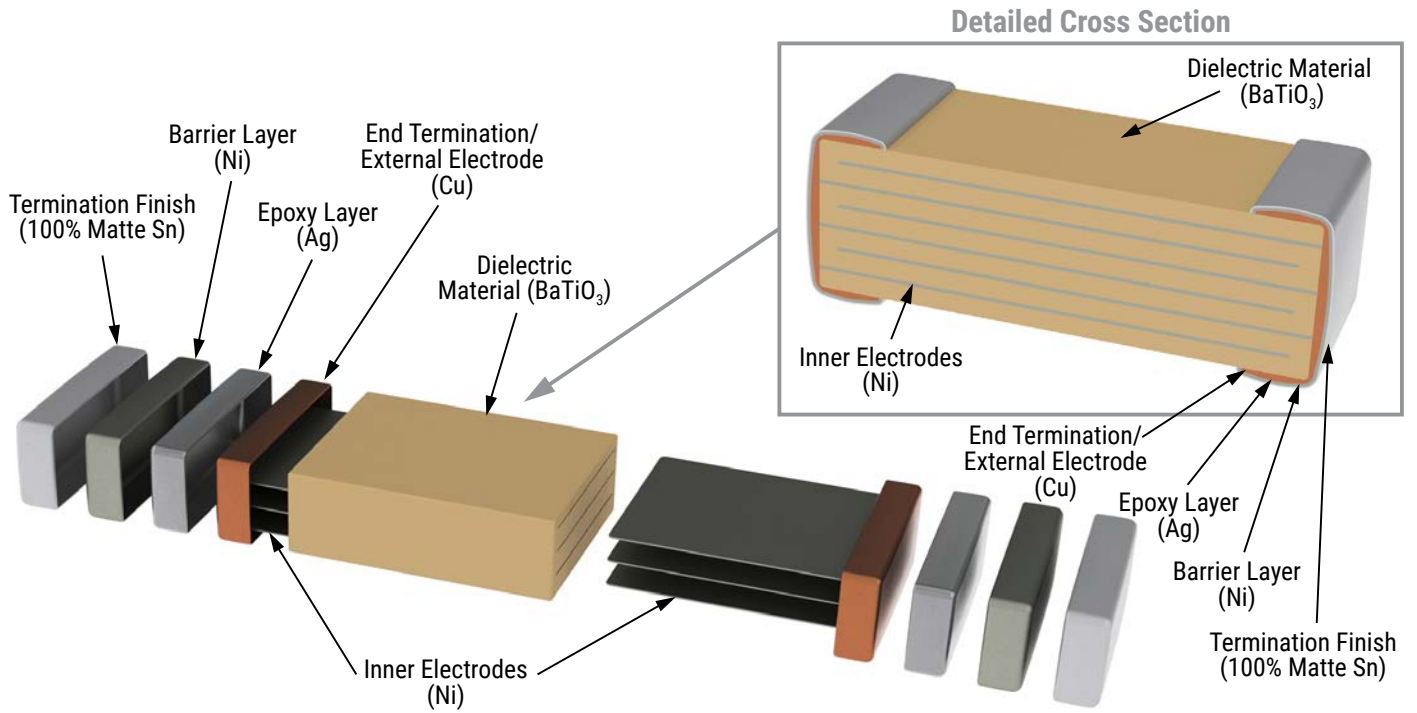 Detailed Cross Section
Dielectric Material
(BaTiO₃)
Inner Electrodes
(Ni)
End Termination/
External Electrode
(Cu)
Epoxy Layer
(Ag)
Barrier Layer
(Ni)
Termination Finish
(100% Matte Sn)
Termination Finish
(100% Matte Sn)
Barrier Layer
(Ni)
Epoxy Layer
(Ag)
End Termination/
External Electrode
(Cu)
Dielectric
Material (BaTiO₃)
Inner Electrodes
(Ni)